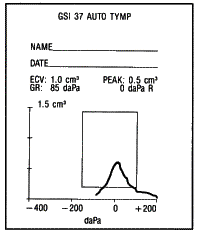 GSI 37 AUTO TYMP
NAME
DATE
ECV: 1.0 cm³ PEAK: 0.5 cm³
GR: 85 daPa 0 daPa R
1.5 cm³
-400 -200 0 +200
daPa